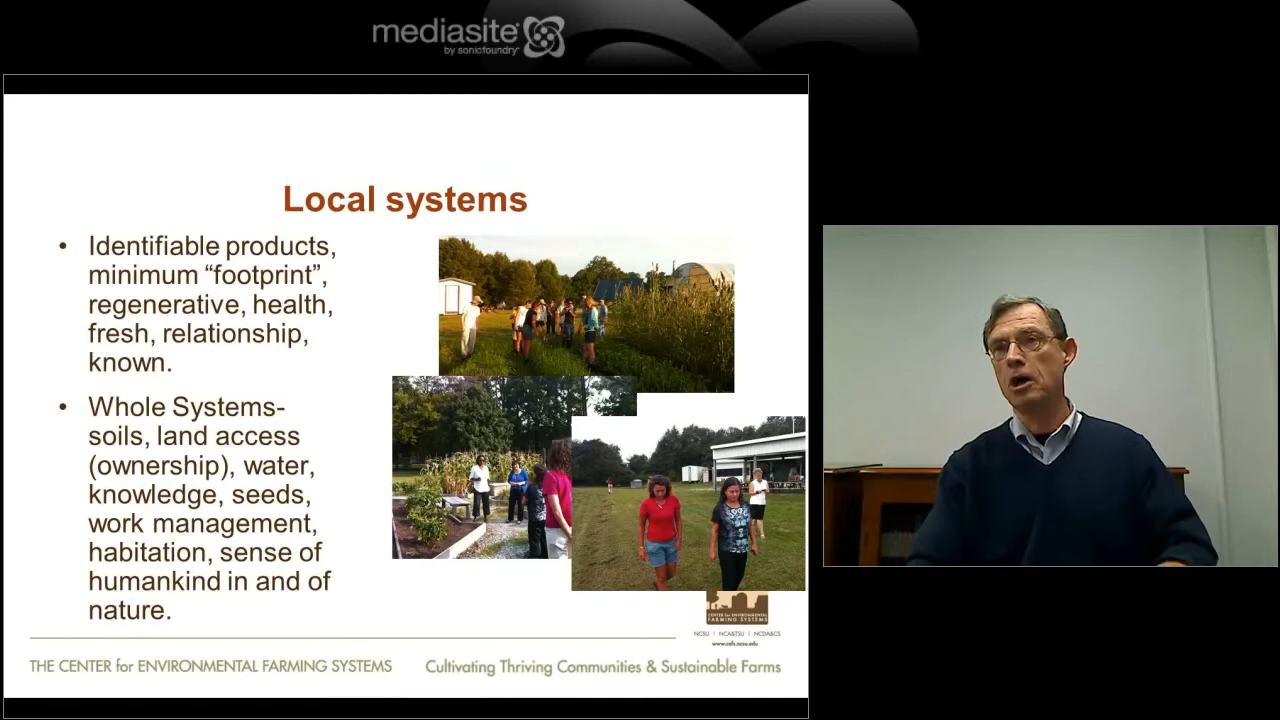 mediasite
by sonicfoundry
Local systems
• Identifiable products,
minimum “footprint”,
regenerative, health,
fresh, relationship,
known.
• Whole Systems-
soils, land access
(ownership), water,
knowledge, seeds,
work management,
habitation, sense of
humankind in and of
nature.
CENTER for ENVIRONMENTAL
FARMING SYSTEMS
NCSU | NCA&TSU | NCDA&CS
www.cefs.ncsu.edu
THE CENTER for ENVIRONMENTAL FARMING SYSTEMS
Cultivating Thriving Communities & Sustainable Farms